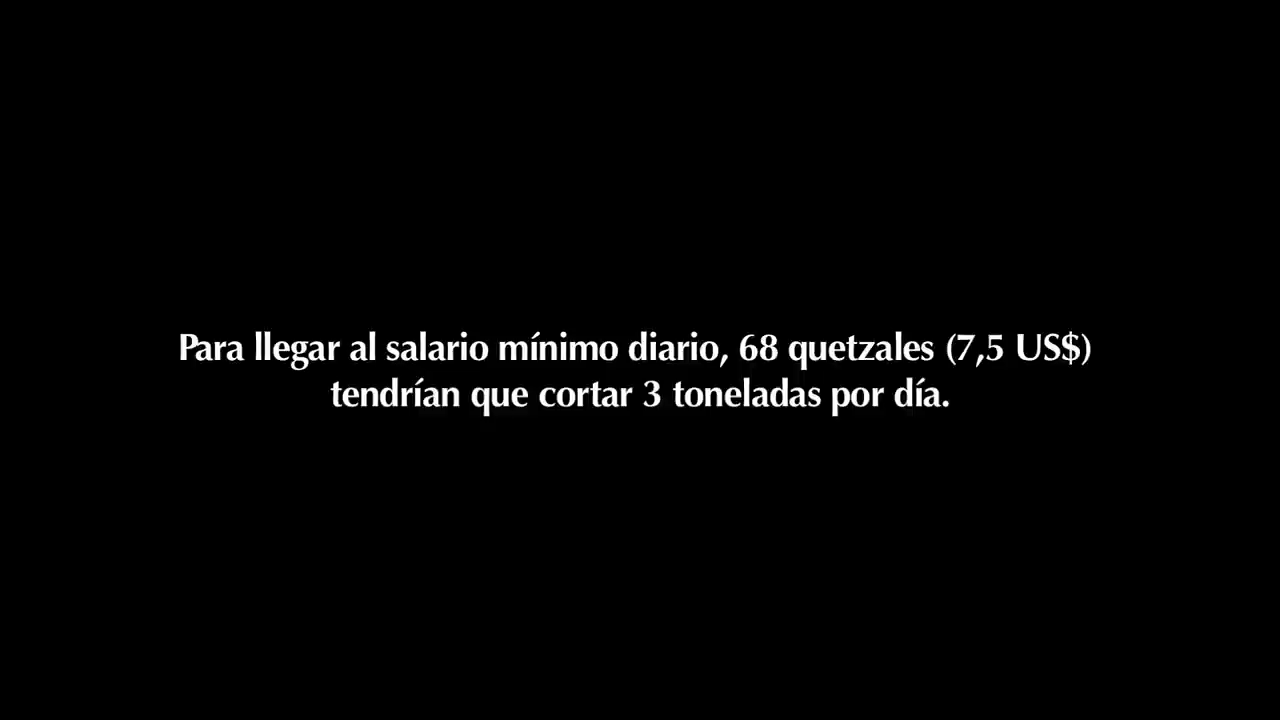 Para llegar al salario mínimo diario, 68 quetzales (7,5 US$)
tendrían que cortar 3 toneladas por día.